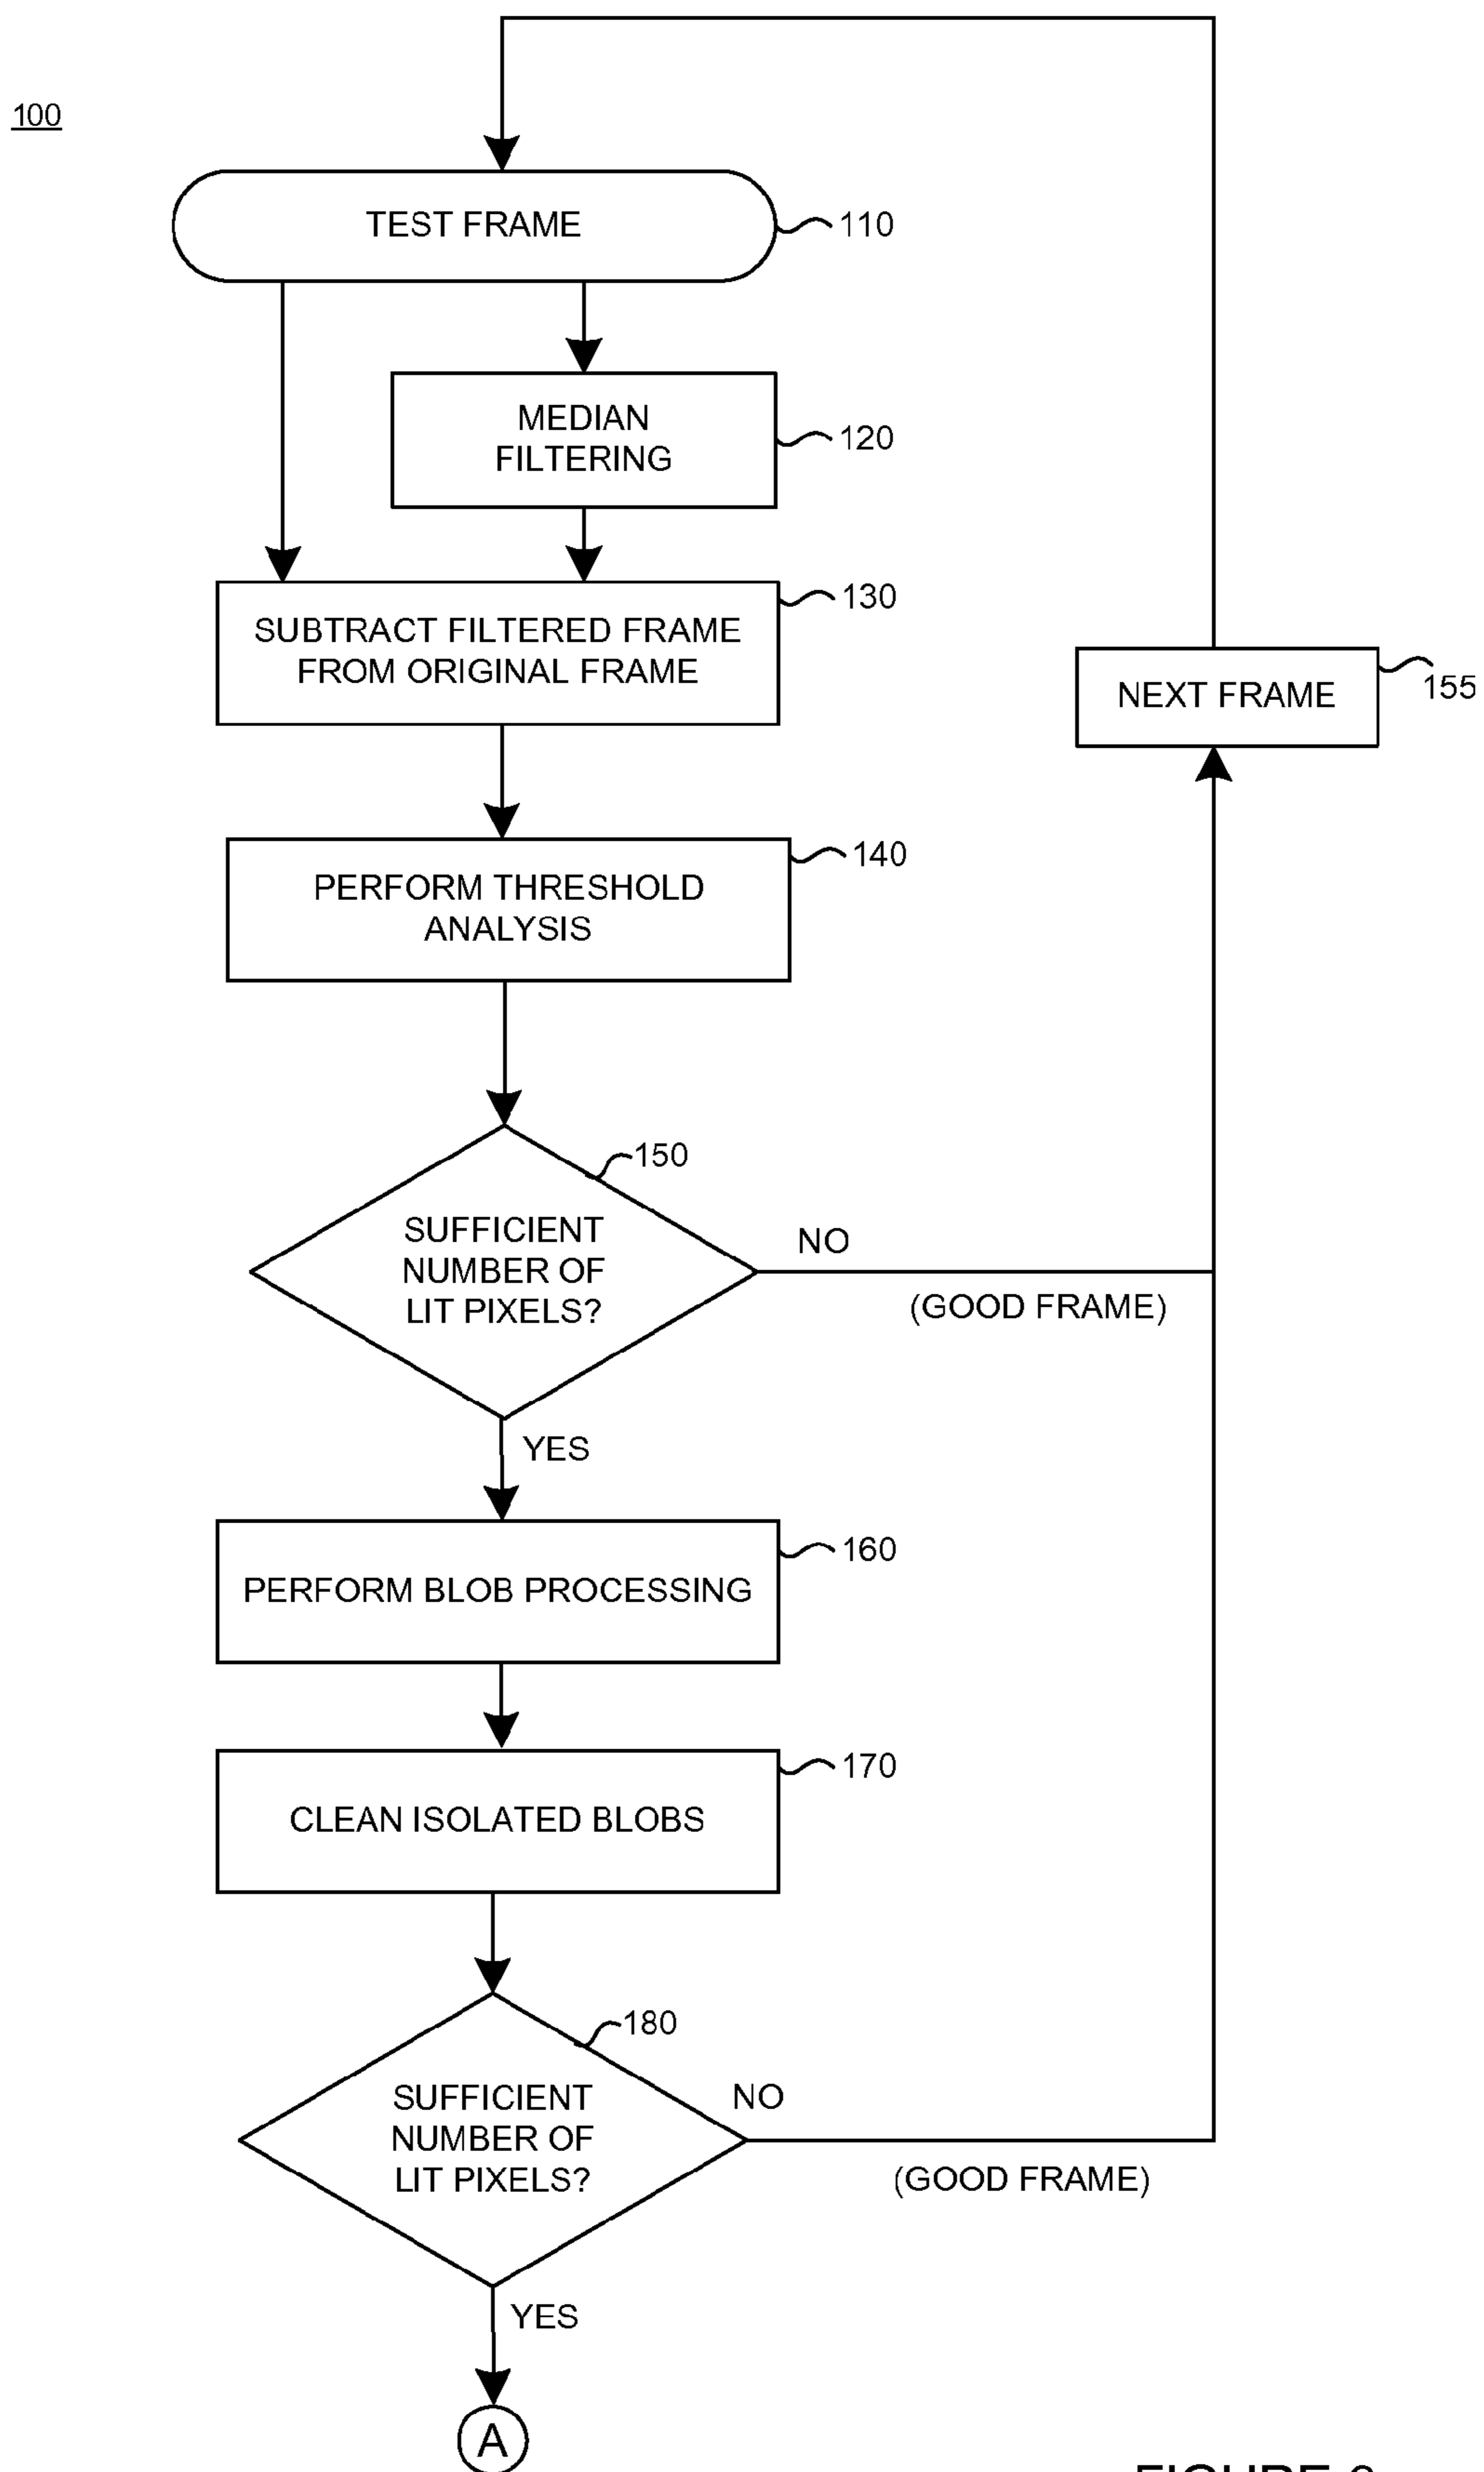 100
TEST FRAME
110
MEDIAN
FILTERING
120
SUBTRACT FILTERED FRAME
FROM ORIGINAL FRAME
130
NEXT FRAME
155
PERFORM THRESHOLD
ANALYSIS
140
150
SUFFICIENT
NUMBER OF
LIT PIXELS?
NO
(GOOD FRAME)
YES
PERFORM BLOB PROCESSING
160
CLEAN ISOLATED BLOBS
170
180
SUFFICIENT
NUMBER OF
LIT PIXELS?
NO
(GOOD FRAME)
YES
A
FIGURE